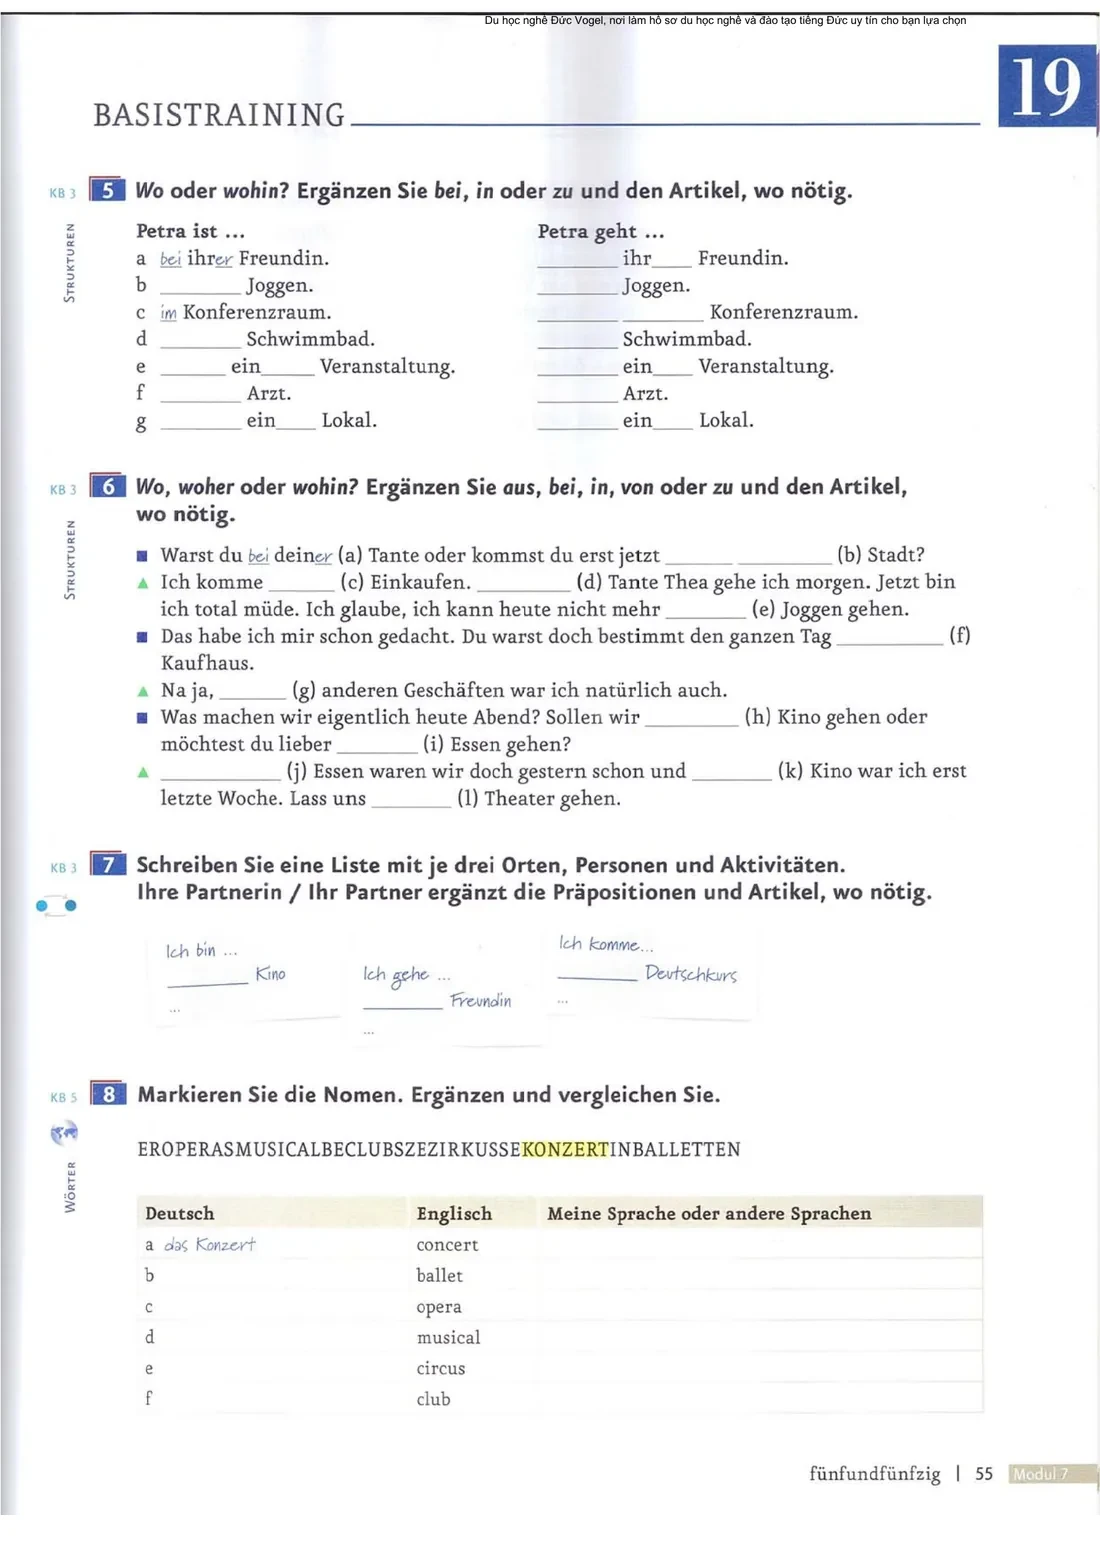 Du học nghề Đức Vogel, nơi làm hồ sơ du học nghề và đào tạo tiếng Đức uy tín cho bạn lựa chọn
19
BASISTRAINING
KB 3 5 Wo oder wohin? Ergänzen Sie bei, in oder zu und den Artikel, wo nötig.
STRUKTUREN
Petra ist ... Petra geht ...
a bei ihrer Freundin. ________ ihr____ Freundin.
b ________ Joggen. ________ Joggen.
c im Konferenzraum. ________ ________ Konferenzraum.
d ________ Schwimmbad. ________ Schwimmbad.
e ________ ein_____ Veranstaltung. ________ ein____ Veranstaltung.
f ________ Arzt. ________ Arzt.
g ________ ein____ Lokal. ________ ein____ Lokal.
KB 3 6 Wo, woher oder wohin? Ergänzen Sie aus, bei, in, von oder zu und den Artikel,
wo nötig.
STRUKTUREN
Warst du bei deiner (a) Tante oder kommst du erst jetzt _______ _________ (b) Stadt?
Ich komme _______ (c) Einkaufen. _________ (d) Tante Thea gehe ich morgen. Jetzt bin
ich total müde. Ich glaube, ich kann heute nicht mehr ________ (e) Joggen gehen.
Das habe ich mir schon gedacht. Du warst doch bestimmt den ganzen Tag __________ (f)
Kaufhaus.
Na ja, _______ (g) anderen Geschäften war ich natürlich auch.
Was machen wir eigentlich heute Abend? Sollen wir _________ (h) Kino gehen oder
möchtest du lieber ________ (i) Essen gehen?
____________ (j) Essen waren wir doch gestern schon und ________ (k) Kino war ich erst
letzte Woche. Lass uns ________ (l) Theater gehen.
KB 3 7 Schreiben Sie eine Liste mit je drei Orten, Personen und Aktivitäten.
Ihre Partnerin / Ihr Partner ergänzt die Präpositionen und Artikel, wo nötig.
Ich bin ...
________ Kino
...
Ich gehe ...
________ Freundin
...
Ich komme...
________ Deutschkurs
...
KB 5 8 Markieren Sie die Nomen. Ergänzen und vergleichen Sie.
WÖRTER
EROPERASMUSICALBECLUBSZEZIRKUSSEKONZERTINBALLETTEN
Deutsch Englisch Meine Sprache oder andere Sprachen
a das Konzert concert
b ballet
c opera
d musical
e circus
f club
fünfundfünfzig | 55 Modul 7